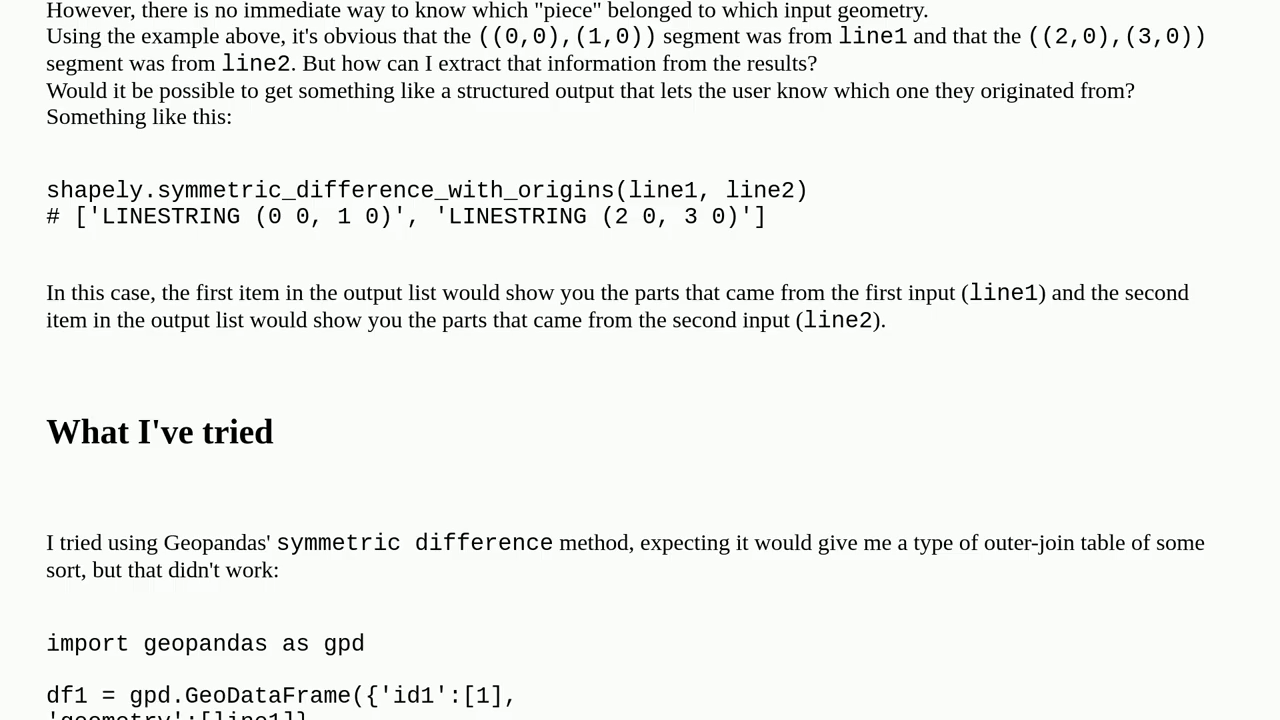 However, there is no immediate way to know which "piece" belonged to which input geometry.
Using the example above, it's obvious that the ((0,0),(1,0)) segment was from line1 and that the ((2,0),(3,0))
segment was from line2. But how can I extract that information from the results?
Would it be possible to get something like a structured output that lets the user know which one they originated from?
Something like this:
shapely.symmetric_difference_with_origins(line1, line2)
# ['LINESTRING (0 0, 1 0)', 'LINESTRING (2 0, 3 0)']
In this case, the first item in the output list would show you the parts that came from the first input (line1) and the second
item in the output list would show you the parts that came from the second input (line2).
What I've tried
I tried using Geopandas' symmetric difference method, expecting it would give me a type of outer-join table of some
sort, but that didn't work:
import geopandas as gpd
df1 = gpd.GeoDataFrame({'id1':[1],
'geometry':[line1]}